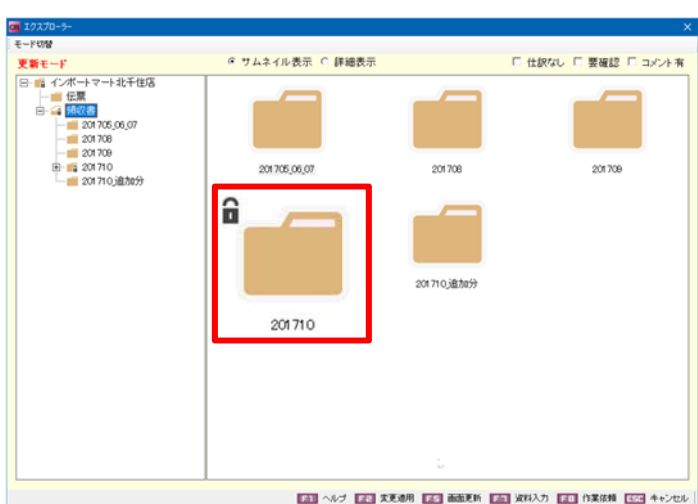 エクスプローラー
モード切替
更新モード
サムネイル表示 詳細表示
仕訳なし 要確認 コメント有
インポートマート北千住店
伝票
領収書
201705_06_07
201708
201709
201710
201710_追加分
201705_06_07
201708
201709
201710
201710_追加分
F1 ヘルプ F2 変更適用 F5 画面更新 F7 資料入力 F8 作業依頼 ESC キャンセル